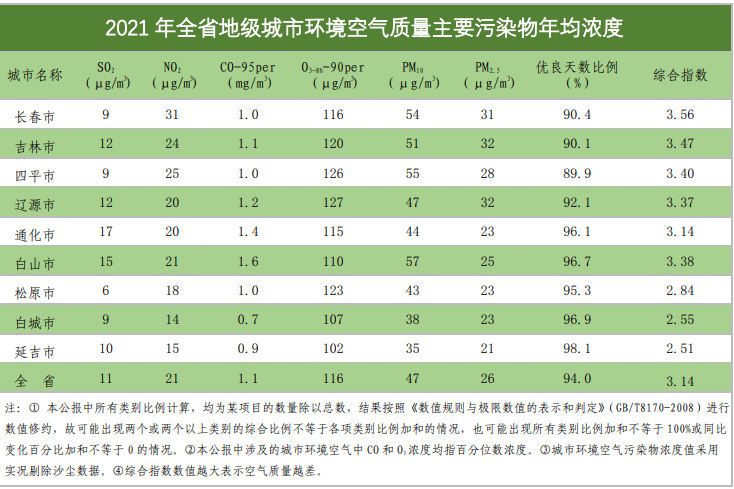 2021 年全省地级城市环境空气质量主要污染物年均浓度
城市名称 SO2 (μg/m³) NO2 (μg/m³) CO-95per (mg/m³) O3-8h-90per (μg/m³) PM10 (μg/m³) PM2.5 (μg/m³) 优良天数比例 (%) 综合指数
长春市 9 31 1.0 116 54 31 90.4 3.56
吉林市 12 24 1.1 120 51 32 90.1 3.47
四平市 9 25 1.0 126 55 28 89.9 3.40
辽源市 12 20 1.2 127 47 32 92.1 3.37
通化市 17 20 1.4 115 44 23 96.1 3.14
白山市 15 21 1.6 110 57 25 96.7 3.38
松原市 6 18 1.0 123 43 23 95.3 2.84
白城市 9 14 0.7 107 38 23 96.9 2.55
延吉市 10 15 0.9 102 35 21 98.1 2.51
全 省 11 21 1.1 116 47 26 94.0 3.14
注：① 本公报中所有类别比例计算，均为某项目的数量除以总数，结果按照《数值规则与极限数值的表示和判定》(GB/T8170-2008) 进行
数值修约，故可能出现两个或两个以上类别的综合比例不等于各项类别比例加和的情况，也可能出现所有类别比例加和不等于 100%或同比
变化百分比加和不等于 0 的情况。②本公报中涉及的城市环境空气中 CO 和 O3 浓度均指百分位数浓度。③城市环境空气污染物浓度值采用
实况剔除沙尘数据。④综合指数数值越大表示空气质量越差。